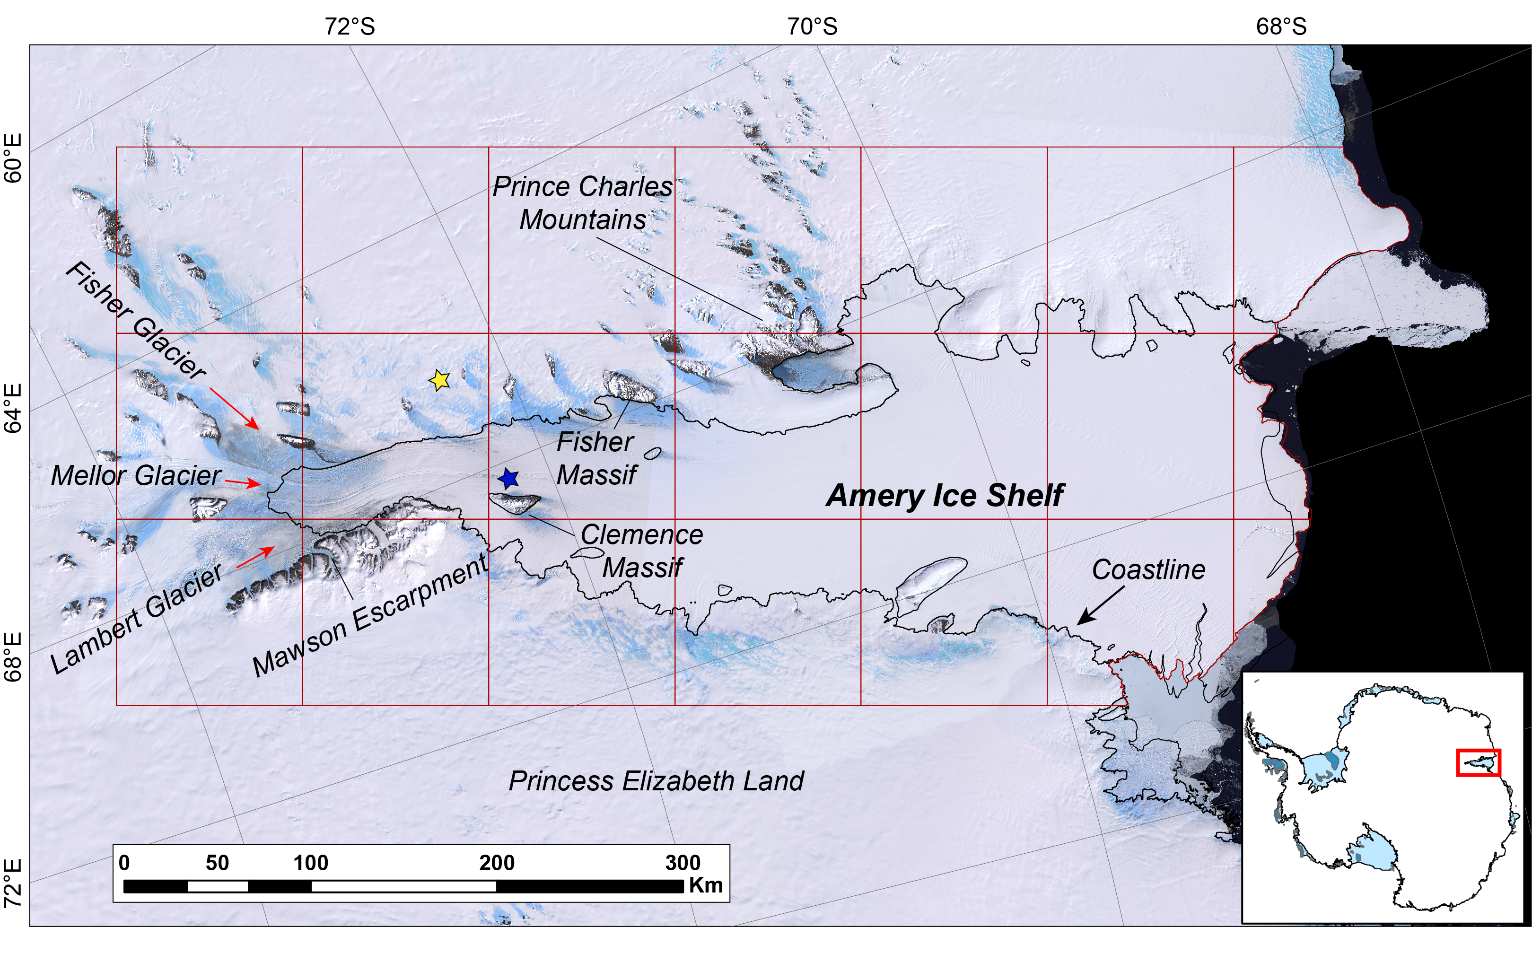 72°S
70°S
68°S
60°E
64°E
68°E
72°E
Prince Charles
Mountains
Fisher Glacier
Mellor Glacier
Lambert Glacier
Mawson Escarpment
Fisher
Massif
Clemence
Massif
Amery Ice Shelf
Coastline
Princess Elizabeth Land
0 50 100 200 300
Km